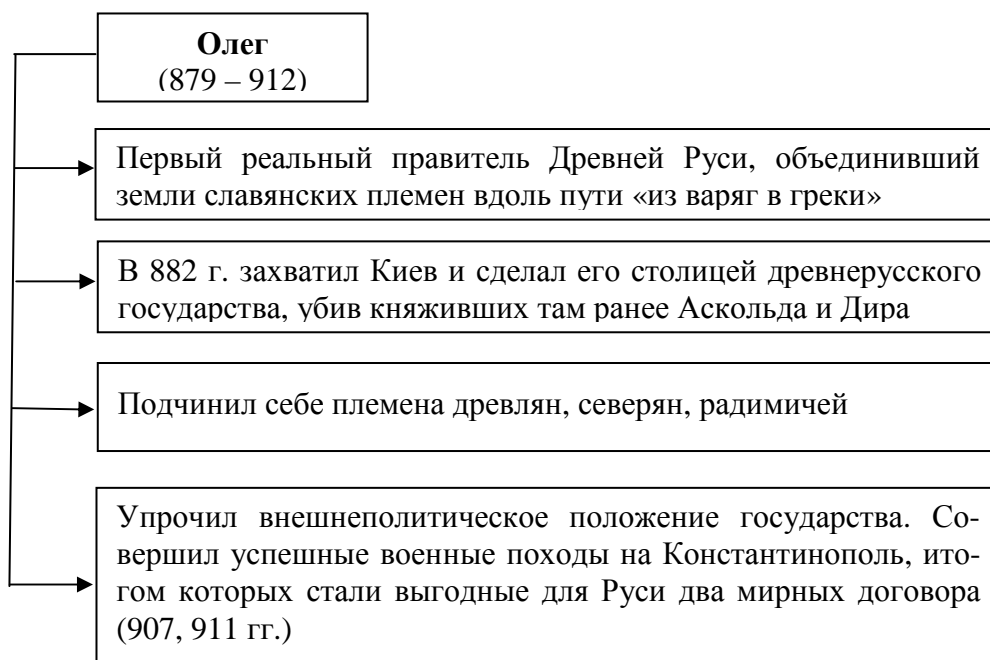 Олег
(879 – 912)
Первый реальный правитель Древней Руси, объединивший
земли славянских племен вдоль пути «из варяг в греки»
В 882 г. захватил Киев и сделал его столицей древнерусского
государства, убив княживших там ранее Аскольда и Дира
Подчинил себе племена древлян, северян, радимичей
Упрочил внешнеполитическое положение государства. Со-
вершил успешные военные походы на Константинополь, ито-
гом которых стали выгодные для Руси два мирных договора
(907, 911 гг.)